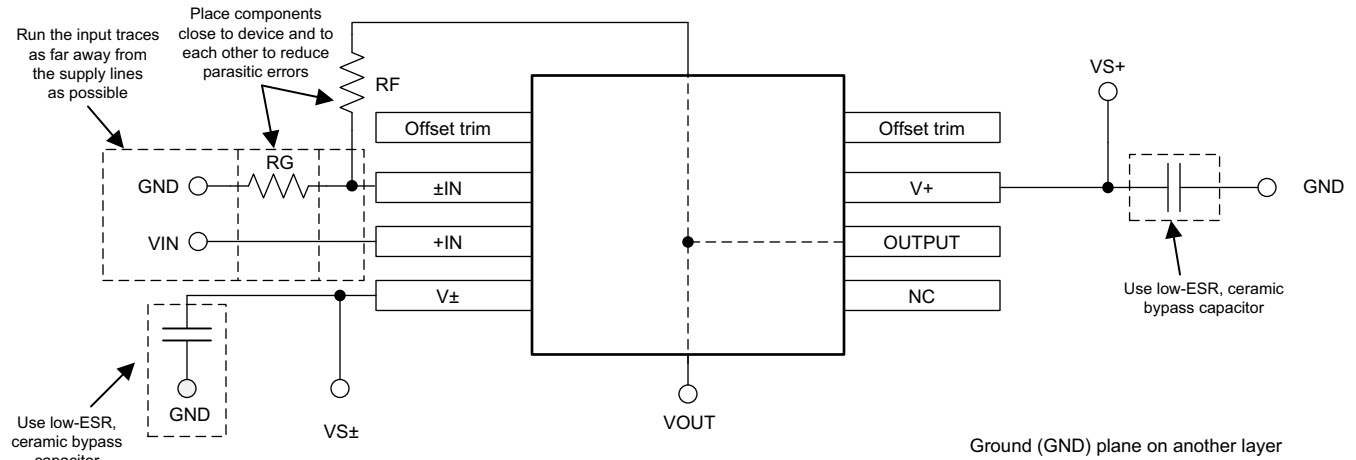 Place components
close to device and to
each other to reduce
parasitic errors
Run the input traces
as far away from
the supply lines
as possible
RF
VS+
Offset trim
Offset trim
RG
GND
±IN
V+
GND
VIN
+IN
OUTPUT
V±
NC
Use low-ESR, ceramic
bypass capacitor
GND
VS±
VOUT
Use low-ESR,
ceramic bypass
capacitor
Ground (GND) plane on another layer